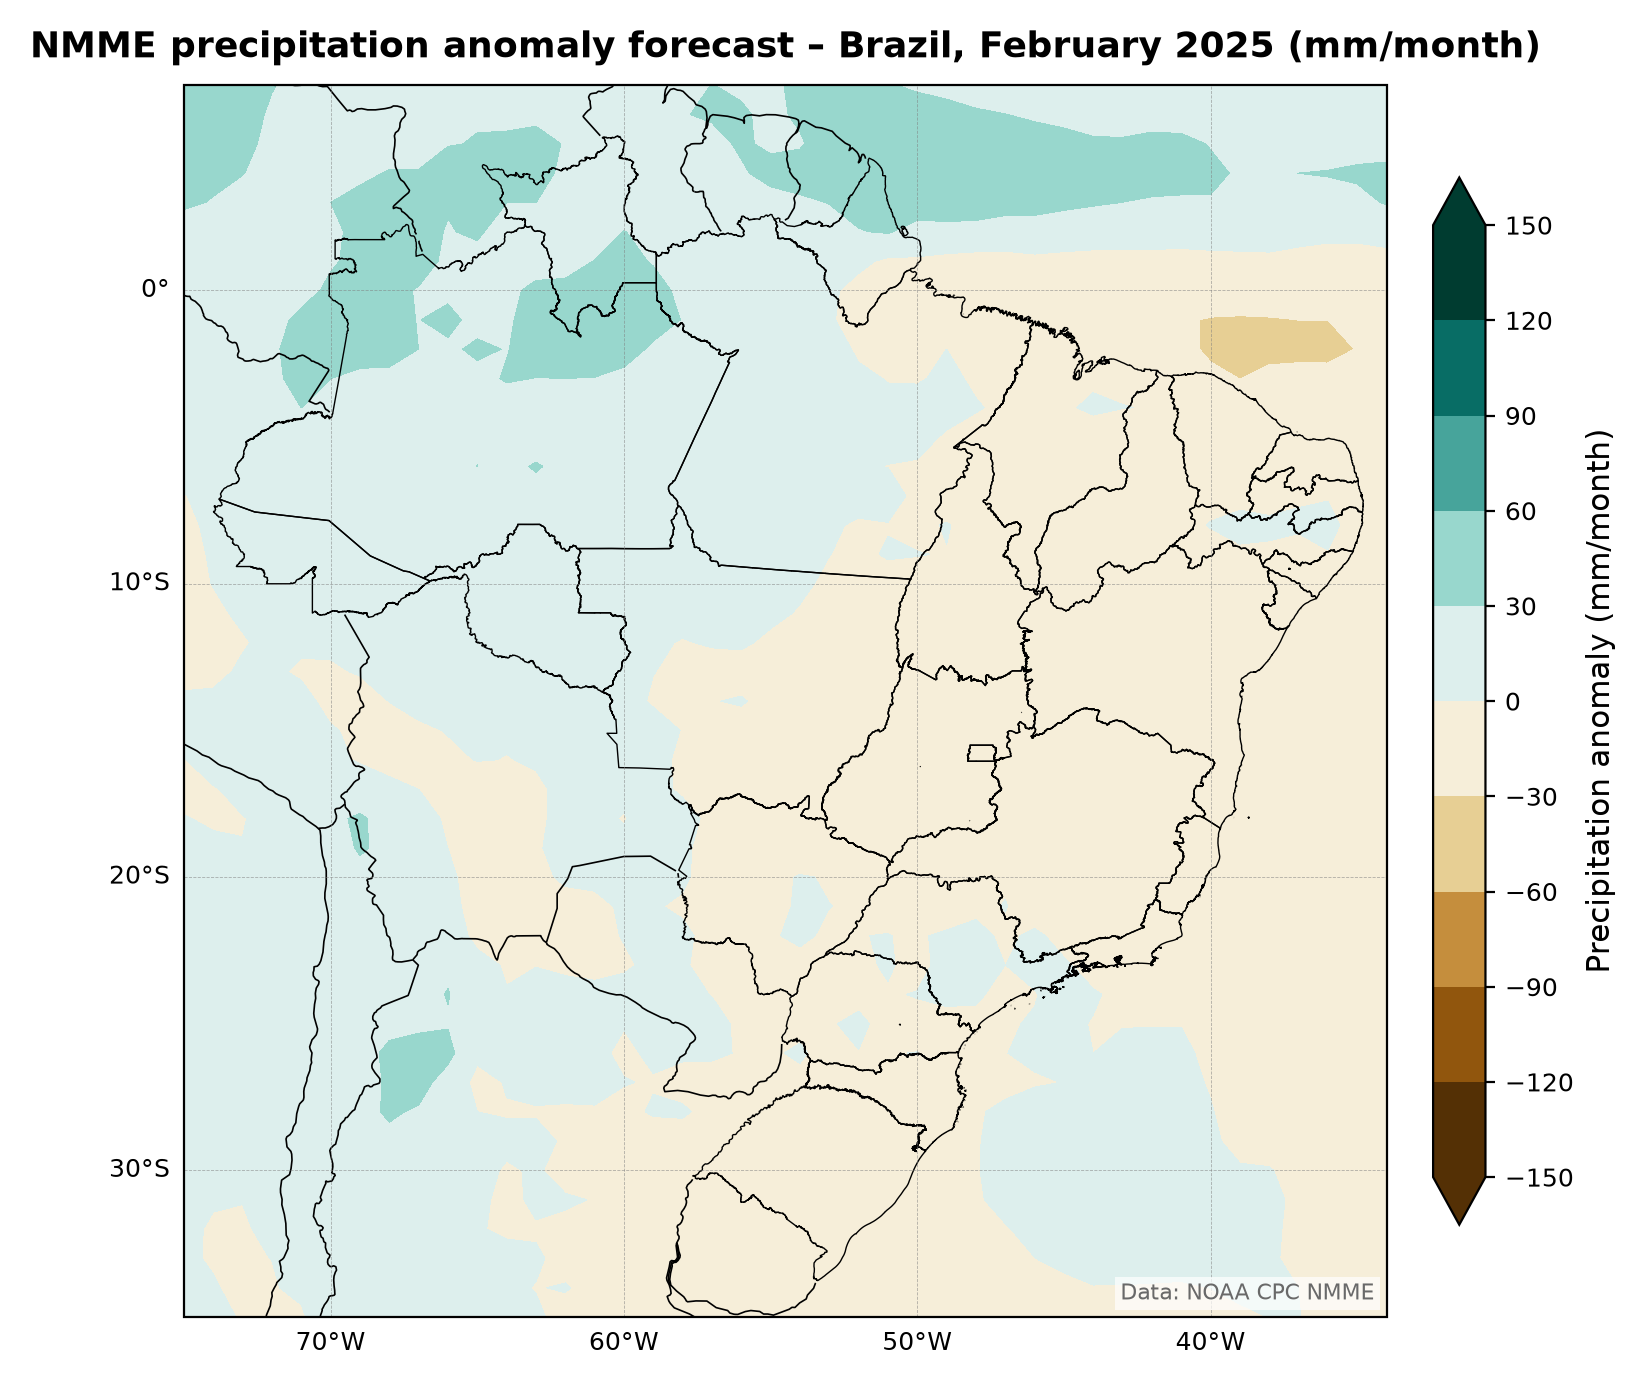 NMME precipitation anomaly forecast – Brazil, February 2025 (mm/month)
0°
10°S
20°S
30°S
70°W
60°W
50°W
40°W
150
120
90
60
30
0
−30
−60
−90
−120
−150
Precipitation anomaly (mm/month)
Data: NOAA CPC NMME